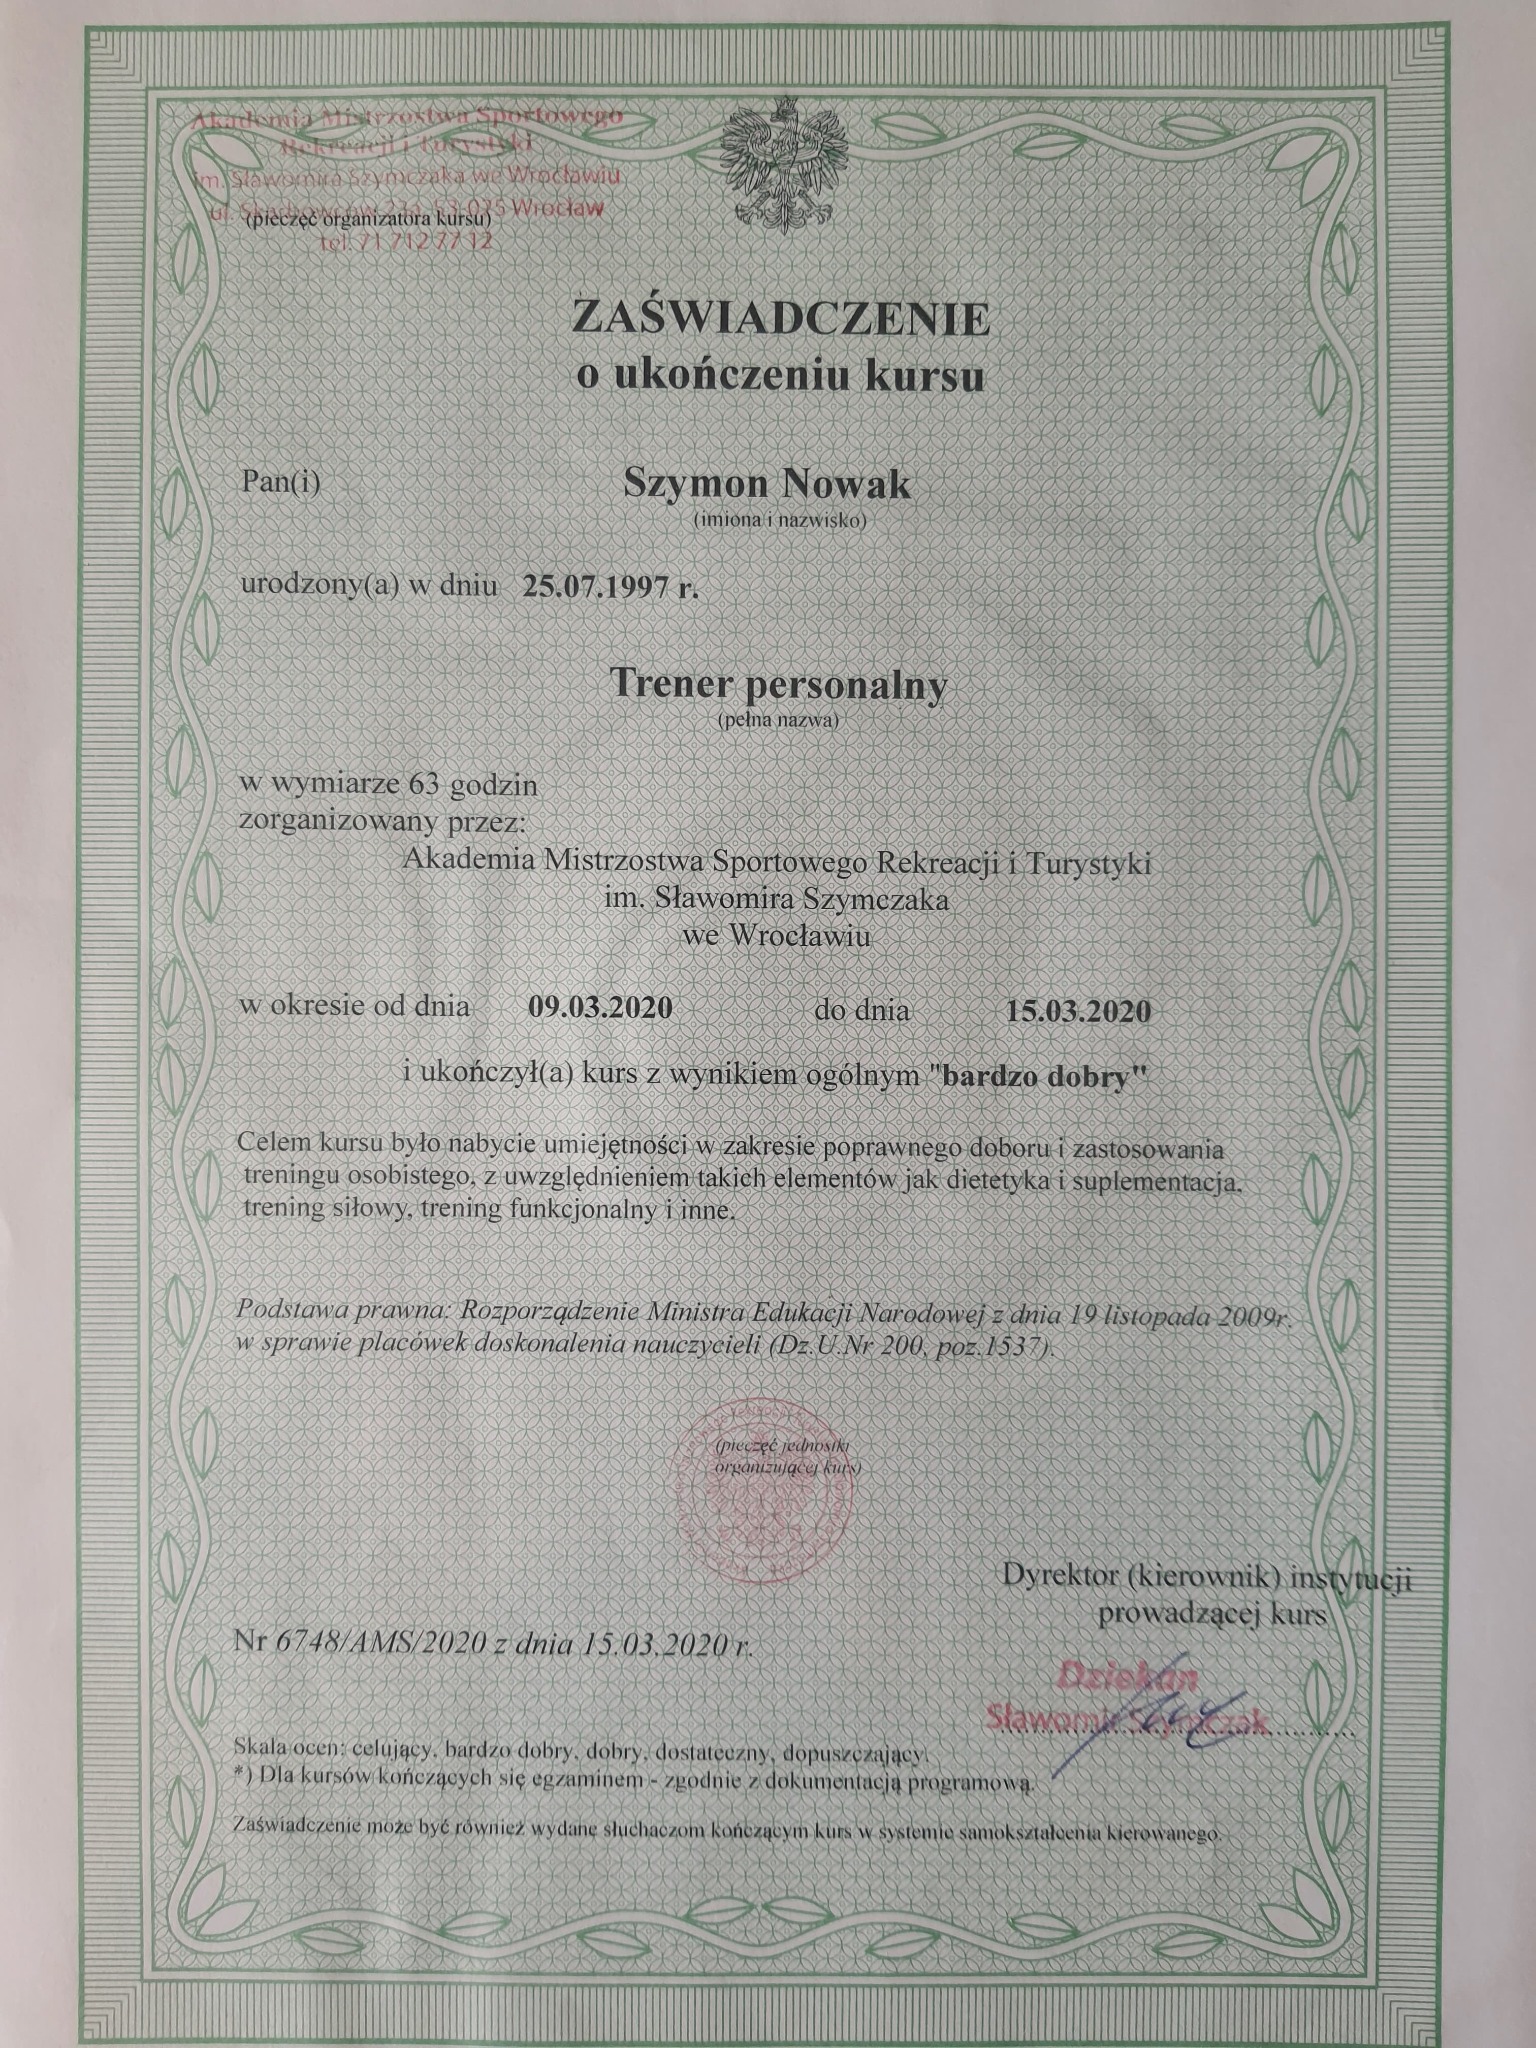 Akademia Mistrzostwa Sportowego
Rekreacji i Turystyki
im. Sławomira Szymczaka we Wrocławiu
ul. Skarbowców 23a, 53-025 Wrocław
(pieczęć organizatora kursu)
tel. 71 712 77 12
ZAŚWIADCZENIE
o ukończeniu kursu
Pan(i) Szymon Nowak
(imiona i nazwisko)
urodzony(a) w dniu 25.07.1997 r.
Trener personalny
(pełna nazwa)
w wymiarze 63 godzin
zorganizowany przez:
Akademia Mistrzostwa Sportowego Rekreacji i Turystyki
im. Sławomira Szymczaka
we Wrocławiu
w okresie od dnia 09.03.2020 do dnia 15.03.2020
i ukończył(a) kurs z wynikiem ogólnym "bardzo dobry"
Celem kursu było nabycie umiejętności w zakresie poprawnego doboru i zastosowania
treningu osobistego, z uwzględnieniem takich elementów jak dietetyka i suplementacja,
trening siłowy, trening funkcjonalny i inne.
Podstawa prawna: Rozporządzenie Ministra Edukacji Narodowej z dnia 19 listopada 2009r.
w sprawie placówek doskonalenia nauczycieli (Dz.U.Nr 200, poz.1537).
(pieczęć jednostki
organizującej kurs)
Dyrektor (kierownik) instytucji
prowadzącej kurs
Nr 6748/AMS/2020 z dnia 15.03.2020 r.
Dziekan
Sławomir Szymczak
Skala ocen: celujący, bardzo dobry, dobry, dostateczny, dopuszczający.
*) Dla kursów kończących się egzaminem - zgodnie z dokumentacją programową.
Zaświadczenie może być również wydane słuchaczom kończącym kurs w systemie samokształcenia kierowanego.